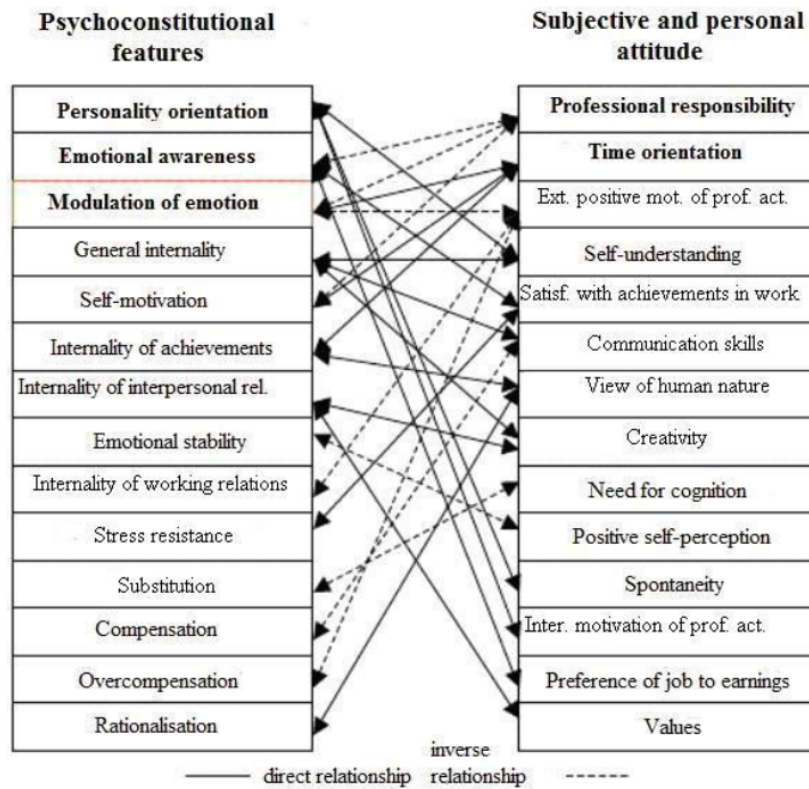 Psychoconstitutional
features
Personality orientation
Emotional awareness
Modulation of emotion
General internality
Self-motivation
Internality of achievements
Internality of interpersonal rel.
Emotional stability
Internality of working relations
Stress resistance
Substitution
Compensation
Overcompensation
Rationalisation
Subjective and personal
attitude
Professional responsibility
Time orientation
Ext. positive mot. of prof. act.
Self-understanding
Satisf. with achievements in work
Communication skills
View of human nature
Creativity
Need for cognition
Positive self-perception
Spontaneity
Inter. motivation of prof. act.
Preference of job to earnings
Values
direct relationship
inverse
relationship